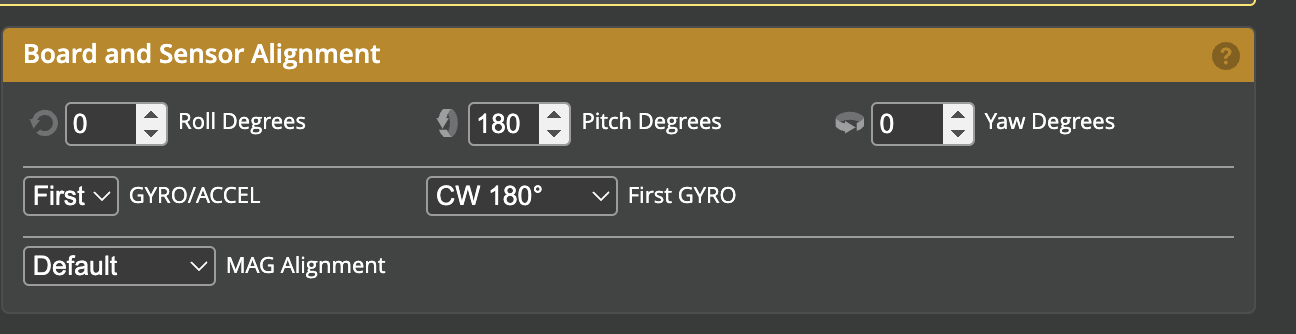 Board and Sensor Alignment ?
0 Roll Degrees 180 Pitch Degrees 0 Yaw Degrees
First GYRO/ACCEL CW 180° First GYRO
Default MAG Alignment